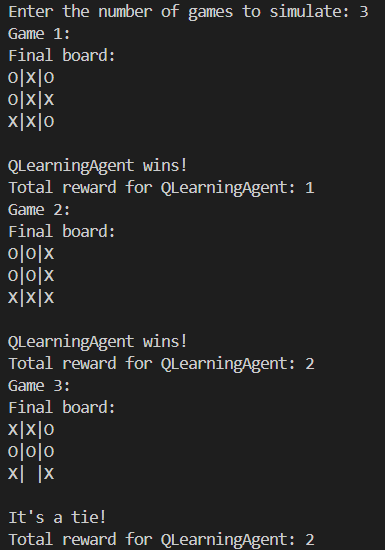 Enter the number of games to simulate: 3
Game 1:
Final board:
O|X|O
O|X|X
X|X|O
QLearningAgent wins!
Total reward for QLearningAgent: 1
Game 2:
Final board:
O|O|X
O|O|X
X|X|X
QLearningAgent wins!
Total reward for QLearningAgent: 2
Game 3:
Final board:
X|X|O
O|O|O
X| |X
It's a tie!
Total reward for QLearningAgent: 2